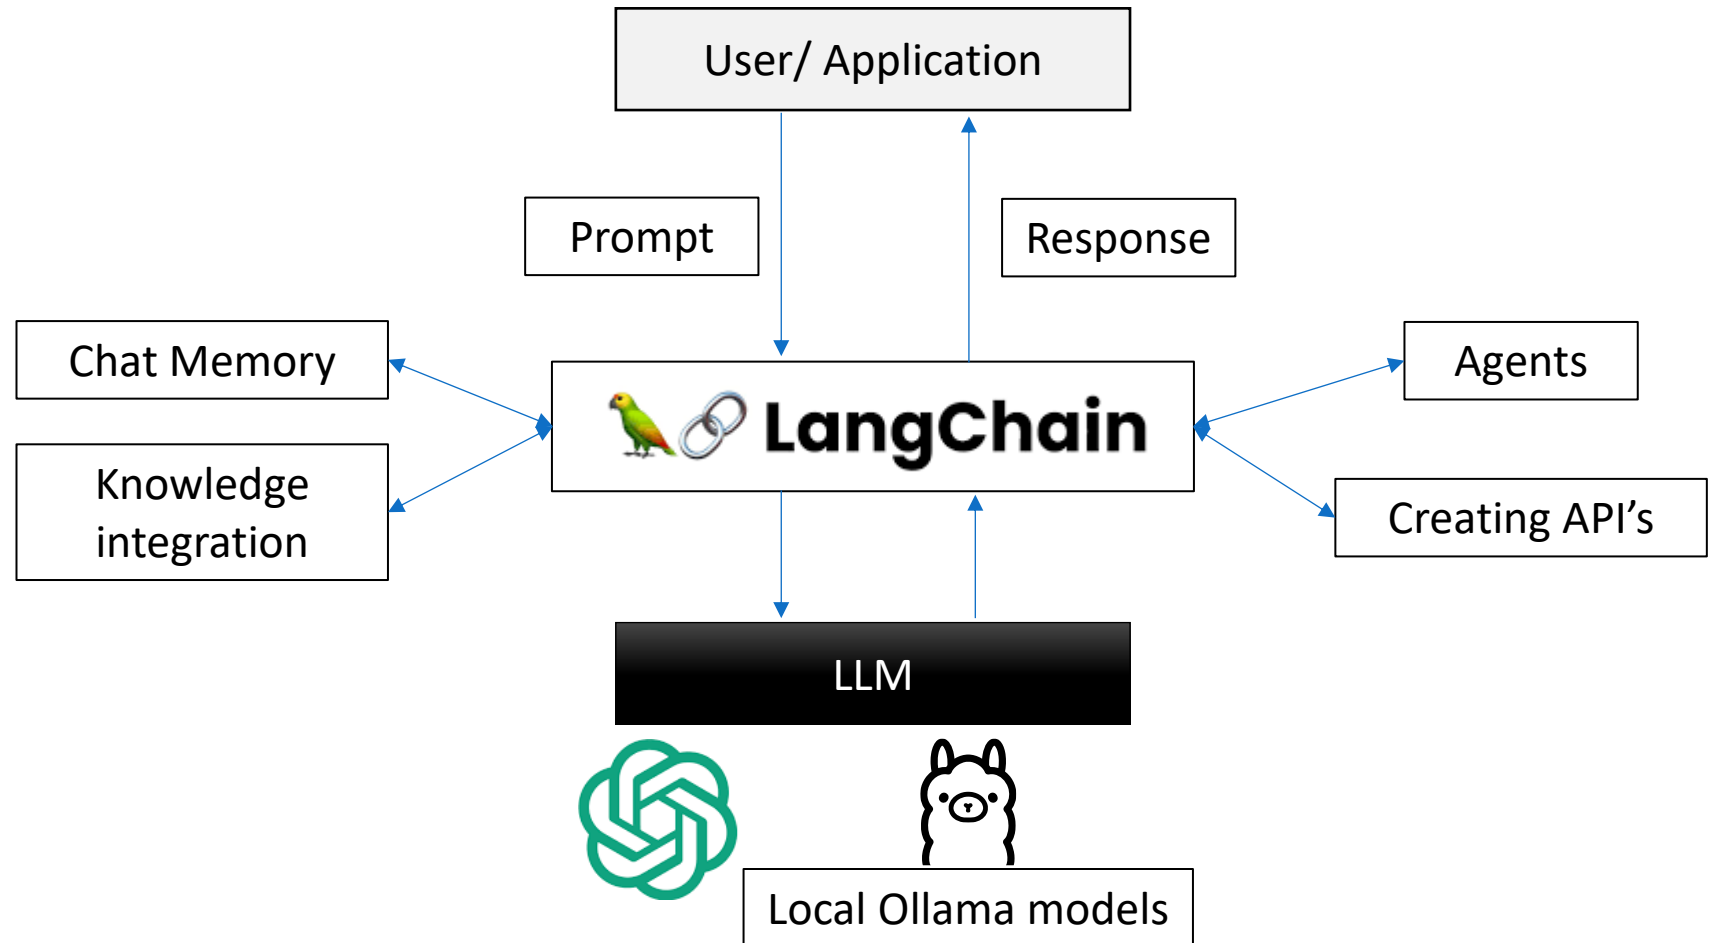 User/ Application
Prompt
Response
Chat Memory
Agents
LangChain
Knowledge
integration
Creating API’s
LLM
Local Ollama models